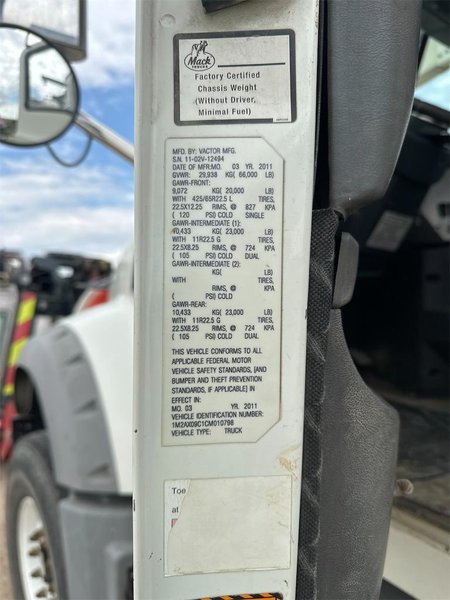 Mack
TRUCKS
Factory Certified
Chassis Weight
(Without Driver,
Minimal Fuel)
MFD. BY: VACTOR MFG.
S.N. 11-02V-12494
DATE OF MFR:MO. 03 YR. 2011
GVWR: 29,938 KG( 66,000 LB)
GAWR-FRONT:
9,072 KG( 20,000 LB)
WITH 425/65R22.5 L TIRES,
22.5X12.25 RIMS, @ 827 KPA
( 120 PSI) COLD SINGLE
GAWR-INTERMEDIATE (1):
10,433 KG( 23,000 LB)
WITH 11R22.5 G TIRES,
22.5X8.25 RIMS, @ 724 KPA
( 105 PSI) COLD DUAL
GAWR-INTERMEDIATE (2):
KG( LB)
WITH TIRES,
RIMS, @ KPA
( PSI) COLD
GAWR-REAR:
10,433 KG( 23,000 LB)
WITH 11R22.5 G TIRES,
22.5X8.25 RIMS, @ 724 KPA
( 105 PSI) COLD DUAL
THIS VEHICLE CONFORMS TO ALL
APPLICABLE FEDERAL MOTOR
VEHICLE SAFETY STANDARDS, [AND
BUMPER AND THEFT PREVENTION
STANDARDS, IF APPLICABLE] IN
EFFECT IN:
MO. 03 YR. 2011
VEHICLE IDENTIFICATION NUMBER:
1M2AX09C1CM010798
VEHICLE TYPE: TRUCK
Toe
at